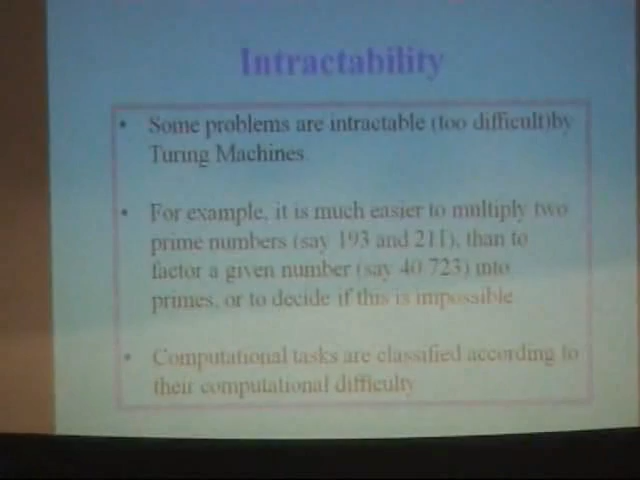 Intractability
• Some problems are intractable (too difficult)by
Turing Machines.
• For example, it is much easier to multiply two
prime numbers (say 193 and 211), than to
factor a given number (say 40 723) into
primes, or to decide if this is impossible
• Computational tasks are classified according to
their computational difficulty